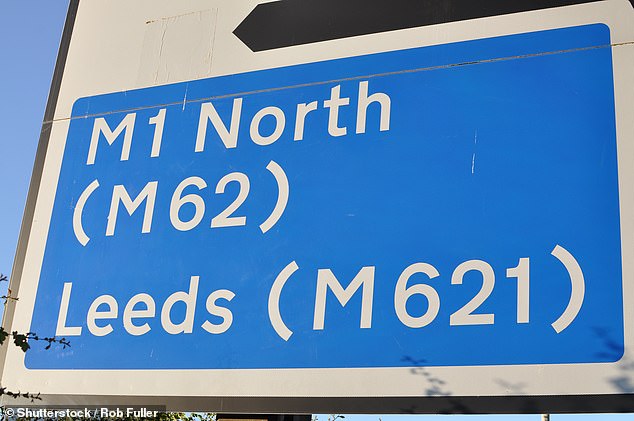 M1 North
(M62)
Leeds (M621)
© Shutterstock / Rob Fuller